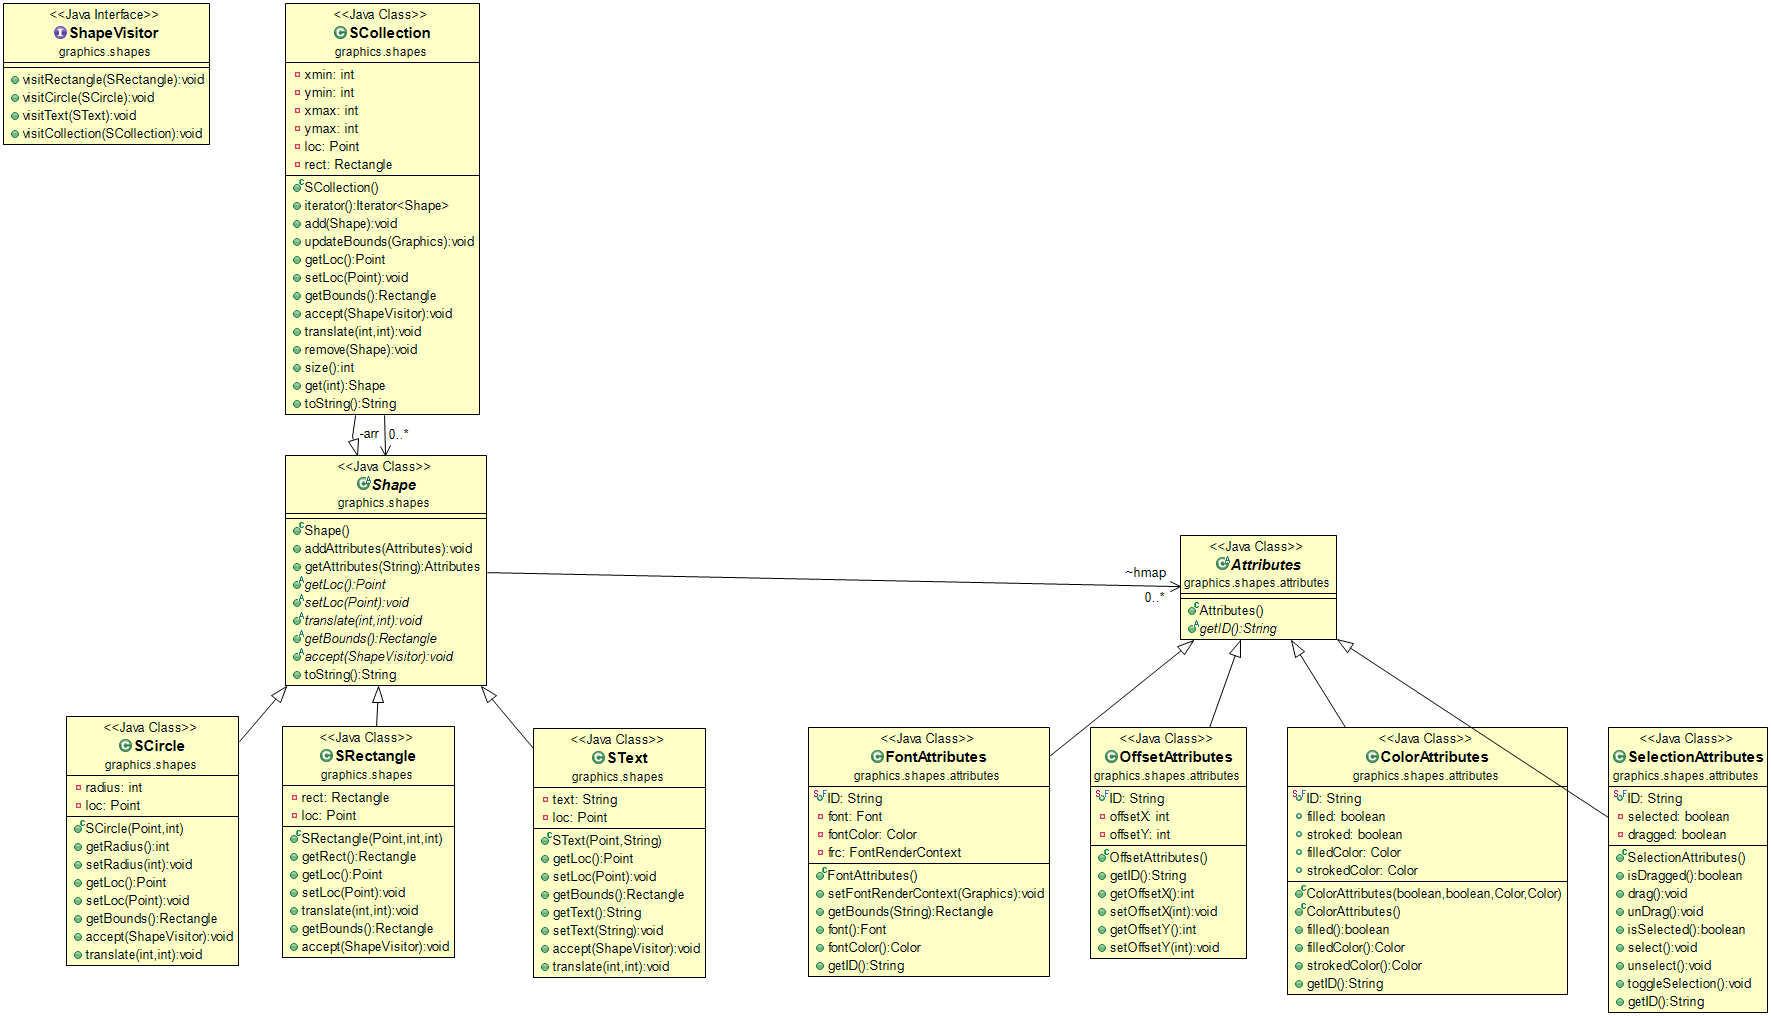 <<Java Interface>>
ShapeVisitor
graphics.shapes
visitRectangle(SRectangle):void
visitCircle(SCircle):void
visitText(SText):void
visitCollection(SCollection):void
<<Java Class>>
SCollection
graphics.shapes
xmin: int
ymin: int
xmax: int
ymax: int
loc: Point
rect: Rectangle
SCollection()
iterator():Iterator<Shape>
add(Shape):void
updateBounds(Graphics):void
getLoc():Point
setLoc(Point):void
getBounds():Rectangle
accept(ShapeVisitor):void
translate(int,int):void
remove(Shape):void
size():int
get(int):Shape
toString():String
-arr 0..*
<<Java Class>>
Shape
graphics.shapes
Shape()
addAttributes(Attributes):void
getAttributes(String):Attributes
getLoc():Point
setLoc(Point):void
translate(int,int):void
getBounds():Rectangle
accept(ShapeVisitor):void
toString():String
~hmap
0..*
<<Java Class>>
Attributes
graphics.shapes.attributes
Attributes()
getID():String
<<Java Class>>
SCircle
graphics.shapes
radius: int
loc: Point
SCircle(Point,int)
getRadius():int
setRadius(int):void
getLoc():Point
setLoc(Point):void
getBounds():Rectangle
accept(ShapeVisitor):void
translate(int,int):void
<<Java Class>>
SRectangle
graphics.shapes
rect: Rectangle
loc: Point
SRectangle(Point,int,int)
getRect():Rectangle
getLoc():Point
setLoc(Point):void
translate(int,int):void
getBounds():Rectangle
accept(ShapeVisitor):void
<<Java Class>>
SText
graphics.shapes
text: String
loc: Point
SText(Point,String)
getLoc():Point
setLoc(Point):void
getBounds():Rectangle
getText():String
setText(String):void
accept(ShapeVisitor):void
translate(int,int):void
<<Java Class>>
FontAttributes
graphics.shapes.attributes
ID: String
font: Font
fontColor: Color
frc: FontRenderContext
FontAttributes()
setFontRenderContext(Graphics):void
getBounds(String):Rectangle
font():Font
fontColor():Color
getID():String
<<Java Class>>
OffsetAttributes
graphics.shapes.attributes
ID: String
offsetX: int
offsetY: int
OffsetAttributes()
getID():String
getOffsetX():int
setOffsetX(int):void
getOffsetY():int
setOffsetY(int):void
<<Java Class>>
ColorAttributes
graphics.shapes.attributes
ID: String
filled: boolean
stroked: boolean
filledColor: Color
strokedColor: Color
ColorAttributes(boolean,boolean,Color,Color)
ColorAttributes()
filled():boolean
filledColor():Color
strokedColor():Color
getID():String
<<Java Class>>
SelectionAttributes
graphics.shapes.attributes
ID: String
selected: boolean
dragged: boolean
SelectionAttributes()
isDragged():boolean
drag():void
unDrag():void
isSelected():boolean
select():void
unselect():void
toggleSelection():void
getID():String